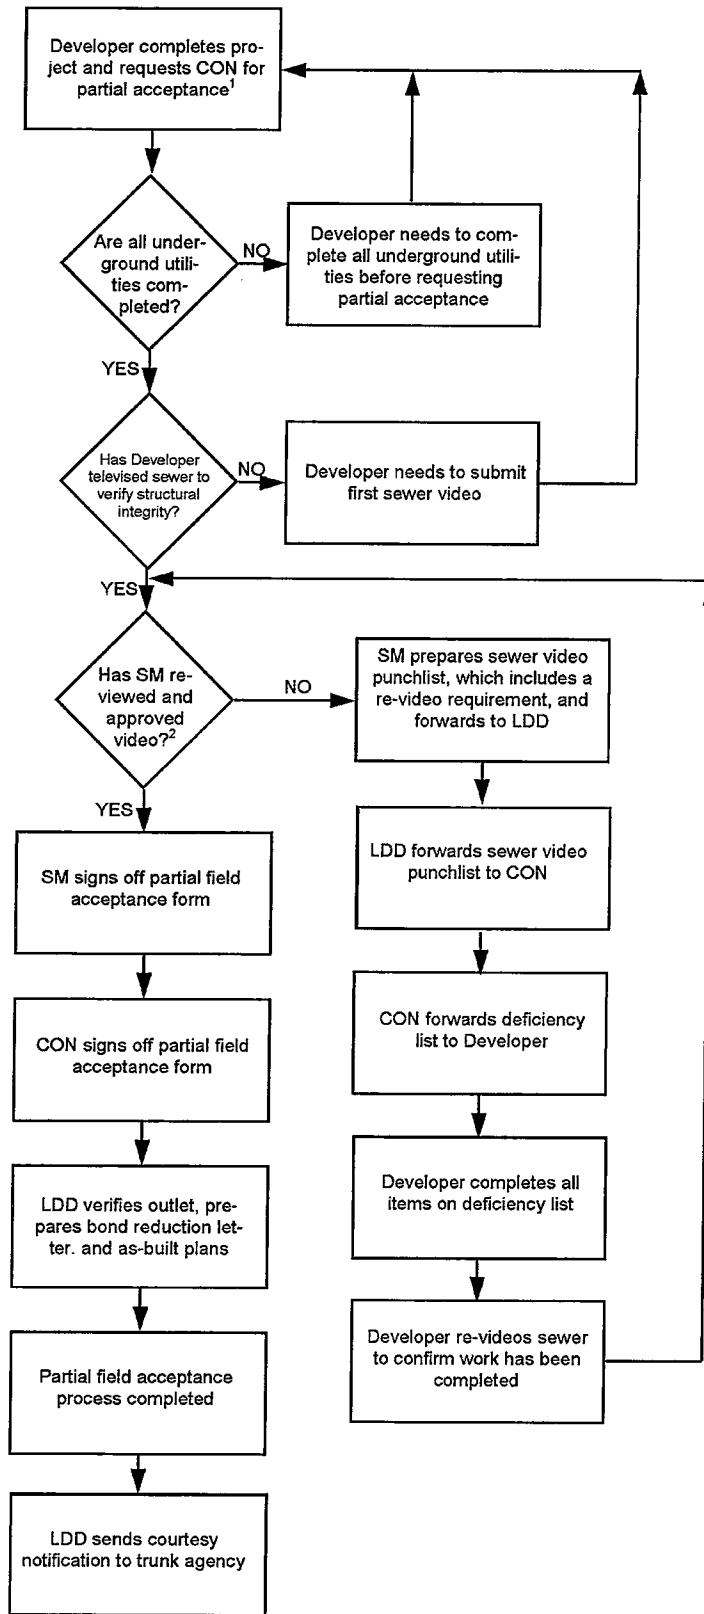 Developer completes pro-
ject and requests CON for
partial acceptance1
Are all under-
ground utili-
ties com-
pleted?
NO
Developer needs to com-
plete all underground utili-
ties before requesting
partial acceptance
YES
Has Developer
televised sewer to
verify structural
integrity?
NO
Developer needs to submit
first sewer video
YES
Has SM re-
viewed and
approved
video?2
NO
SM prepares sewer video
punchlist, which includes a
re-video requirement, and
forwards to LDD
YES
SM signs off partial field
acceptance form
LDD forwards sewer video
punchlist to CON
CON signs off partial field
acceptance form
CON forwards deficiency
list to Developer
LDD verifies outlet, pre-
pares bond reduction let-
ter. and as-built plans
Developer completes all
items on deficiency list
Partial field acceptance
process completed
Developer re-videos sewer
to confirm work has been
completed
LDD sends courtesy
notification to trunk agency